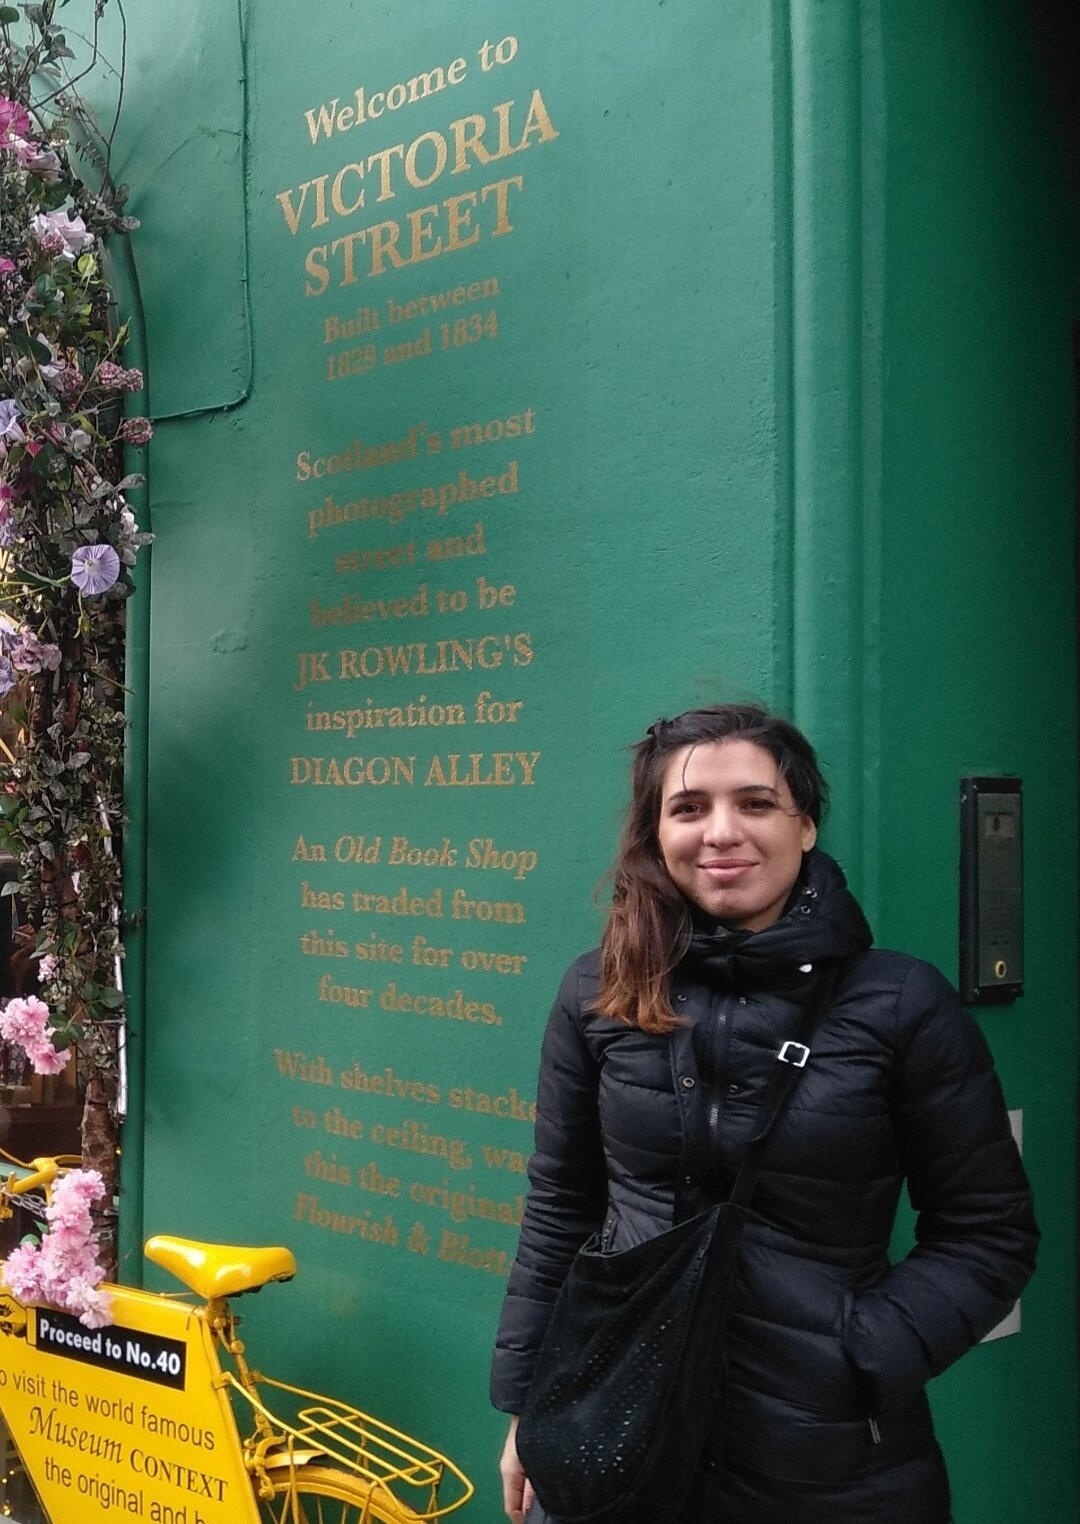 Welcome to
VICTORIA
STREET
Built between
1829 and 1834
Scotland's most
photographed
street and
believed to be
JK ROWLING'S
inspiration for
DIAGON ALLEY
An Old Book Shop
has traded from
this site for over
four decades.
With shelves stacke
to the ceiling, wa
this the original
Flourish & Blott
Proceed to No.40
o visit the world famous
Museum CONTEXT
the original and b